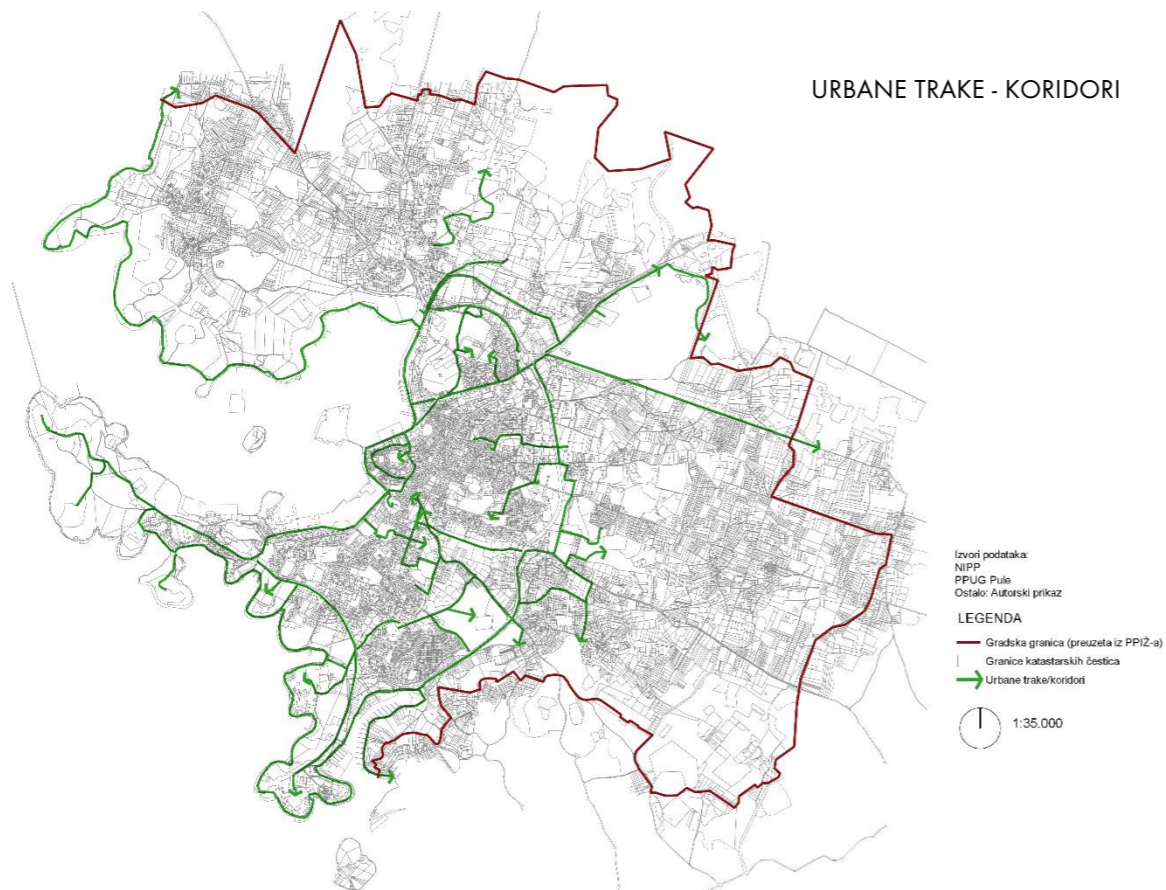 URBANE TRAKE - KORIDORI
Izvori podataka:
NIPP
PPUG Pule
Ostalo: Autorski prikaz
LEGENDA
Gradska granica (preuzeta iz PPIŽ-a)
Granice katastarskih čestica
Urbane trake/koridori
1:35.000